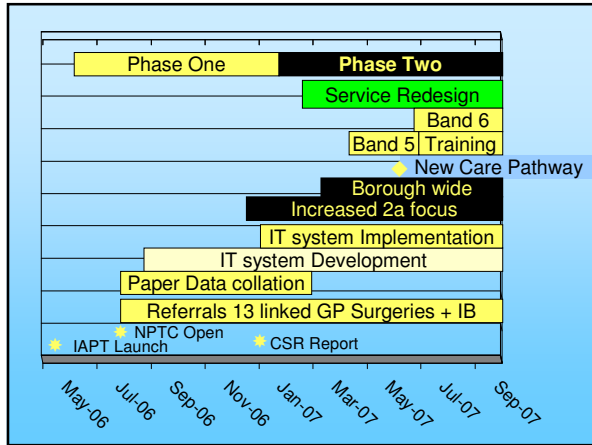 Phase One Phase Two
Service Redesign
Band 6
Band 5 Training
New Care Pathway
Borough wide
Increased 2a focus
IT system Implementation
IT system Development
Paper Data collation
Referrals 13 linked GP Surgeries + IB
NPTC Open
IAPT Launch CSR Report
May-06 Jul-06 Sep-06 Nov-06 Jan-07 Mar-07 May-07 Jul-07 Sep-07